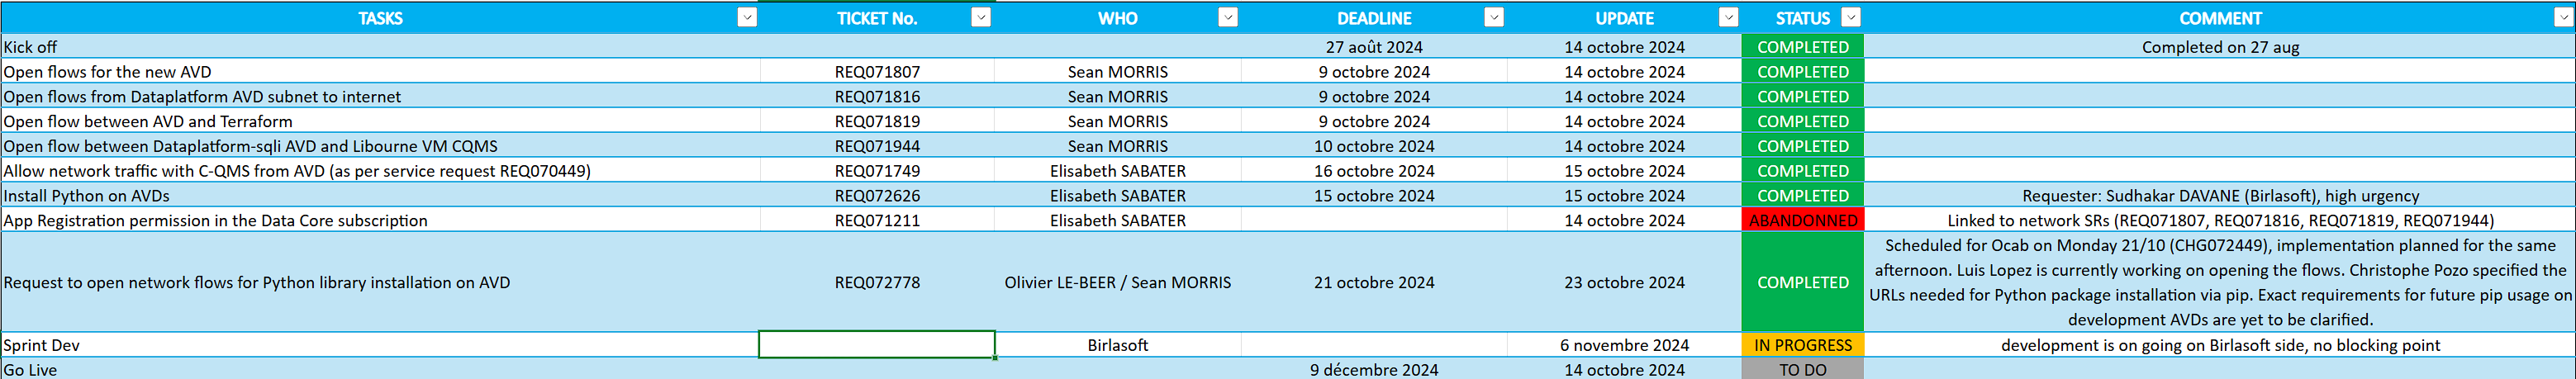 TASKS TICKET No. WHO DEADLINE UPDATE STATUS COMMENT
Kick off 27 août 2024 14 octobre 2024 COMPLETED Completed on 27 aug
Open flows for the new AVD REQ071807 Sean MORRIS 9 octobre 2024 14 octobre 2024 COMPLETED
Open flows from Dataplatform AVD subnet to internet REQ071816 Sean MORRIS 9 octobre 2024 14 octobre 2024 COMPLETED
Open flow between AVD and Terraform REQ071819 Sean MORRIS 9 octobre 2024 14 octobre 2024 COMPLETED
Open flow between Dataplatform-sqli AVD and Libourne VM CQMS REQ071944 Sean MORRIS 10 octobre 2024 14 octobre 2024 COMPLETED
Allow network traffic with C-QMS from AVD (as per service request REQ070449) REQ071749 Elisabeth SABATER 16 octobre 2024 15 octobre 2024 COMPLETED
Install Python on AVDs REQ072626 Elisabeth SABATER 15 octobre 2024 15 octobre 2024 COMPLETED Requester: Sudhakar DAVANE (Birlasoft), high urgency
App Registration permission in the Data Core subscription REQ071211 Elisabeth SABATER 14 octobre 2024 ABANDONNED Linked to network SRs (REQ071807, REQ071816, REQ071819, REQ071944)
Request to open network flows for Python library installation on AVD REQ072778 Olivier LE-BEER / Sean MORRIS 21 octobre 2024 23 octobre 2024 COMPLETED
Scheduled for Ocab on Monday 21/10 (CHG072449), implementation planned for the same
afternoon. Luis Lopez is currently working on opening the flows. Christophe Pozo specified the
URLs needed for Python package installation via pip. Exact requirements for future pip usage on
development AVDs are yet to be clarified.
Sprint Dev Birlasoft 6 novembre 2024 IN PROGRESS development is on going on Birlasoft side, no blocking point
Go Live 9 décembre 2024 14 octobre 2024 TO DO